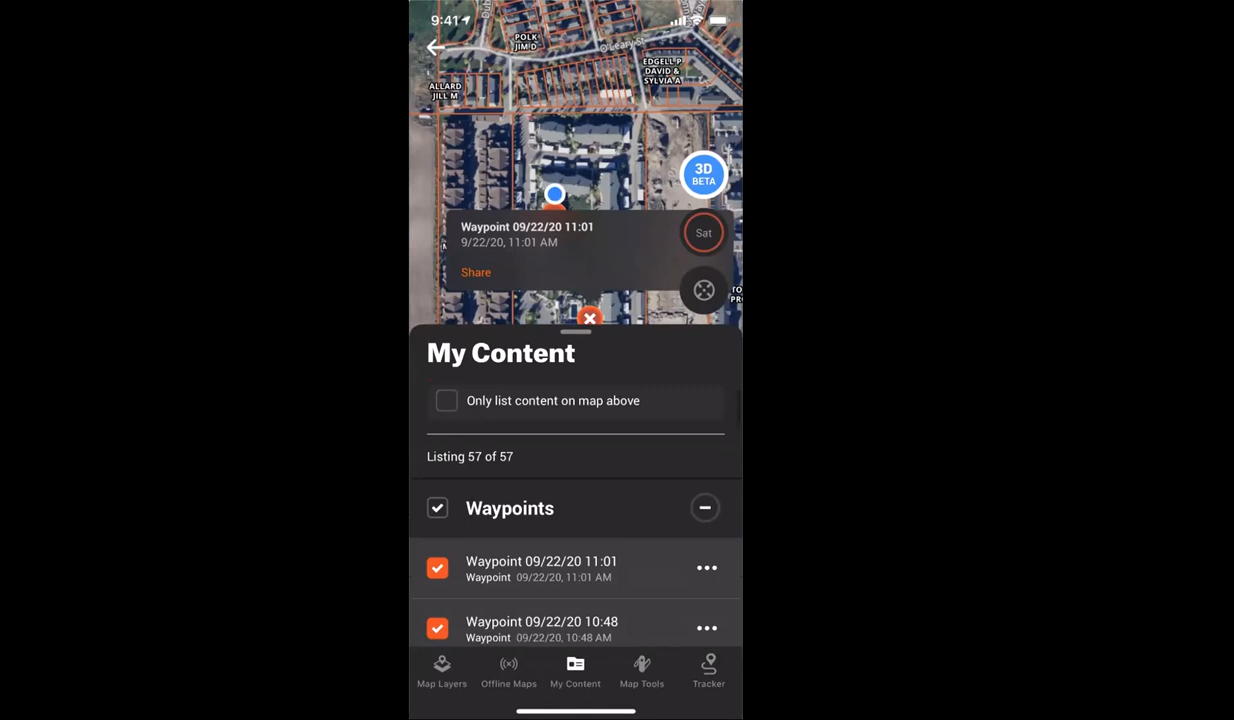 9:41
POLK
JIM D
O'Leary St
EDGELL P
DAVID &
SYLVIA A
ALLARD
JILL M
3D
BETA
Waypoint 09/22/20 11:01
9/22/20, 11:01 AM
Sat
Share
My Content
Only list content on map above
Listing 57 of 57
Waypoints
Waypoint 09/22/20 11:01
Waypoint 09/22/20, 11:01 AM
Waypoint 09/22/20 10:48
Waypoint 09/22/20, 10:48 AM
Map Layers
Offline Maps
My Content
Map Tools
Tracker